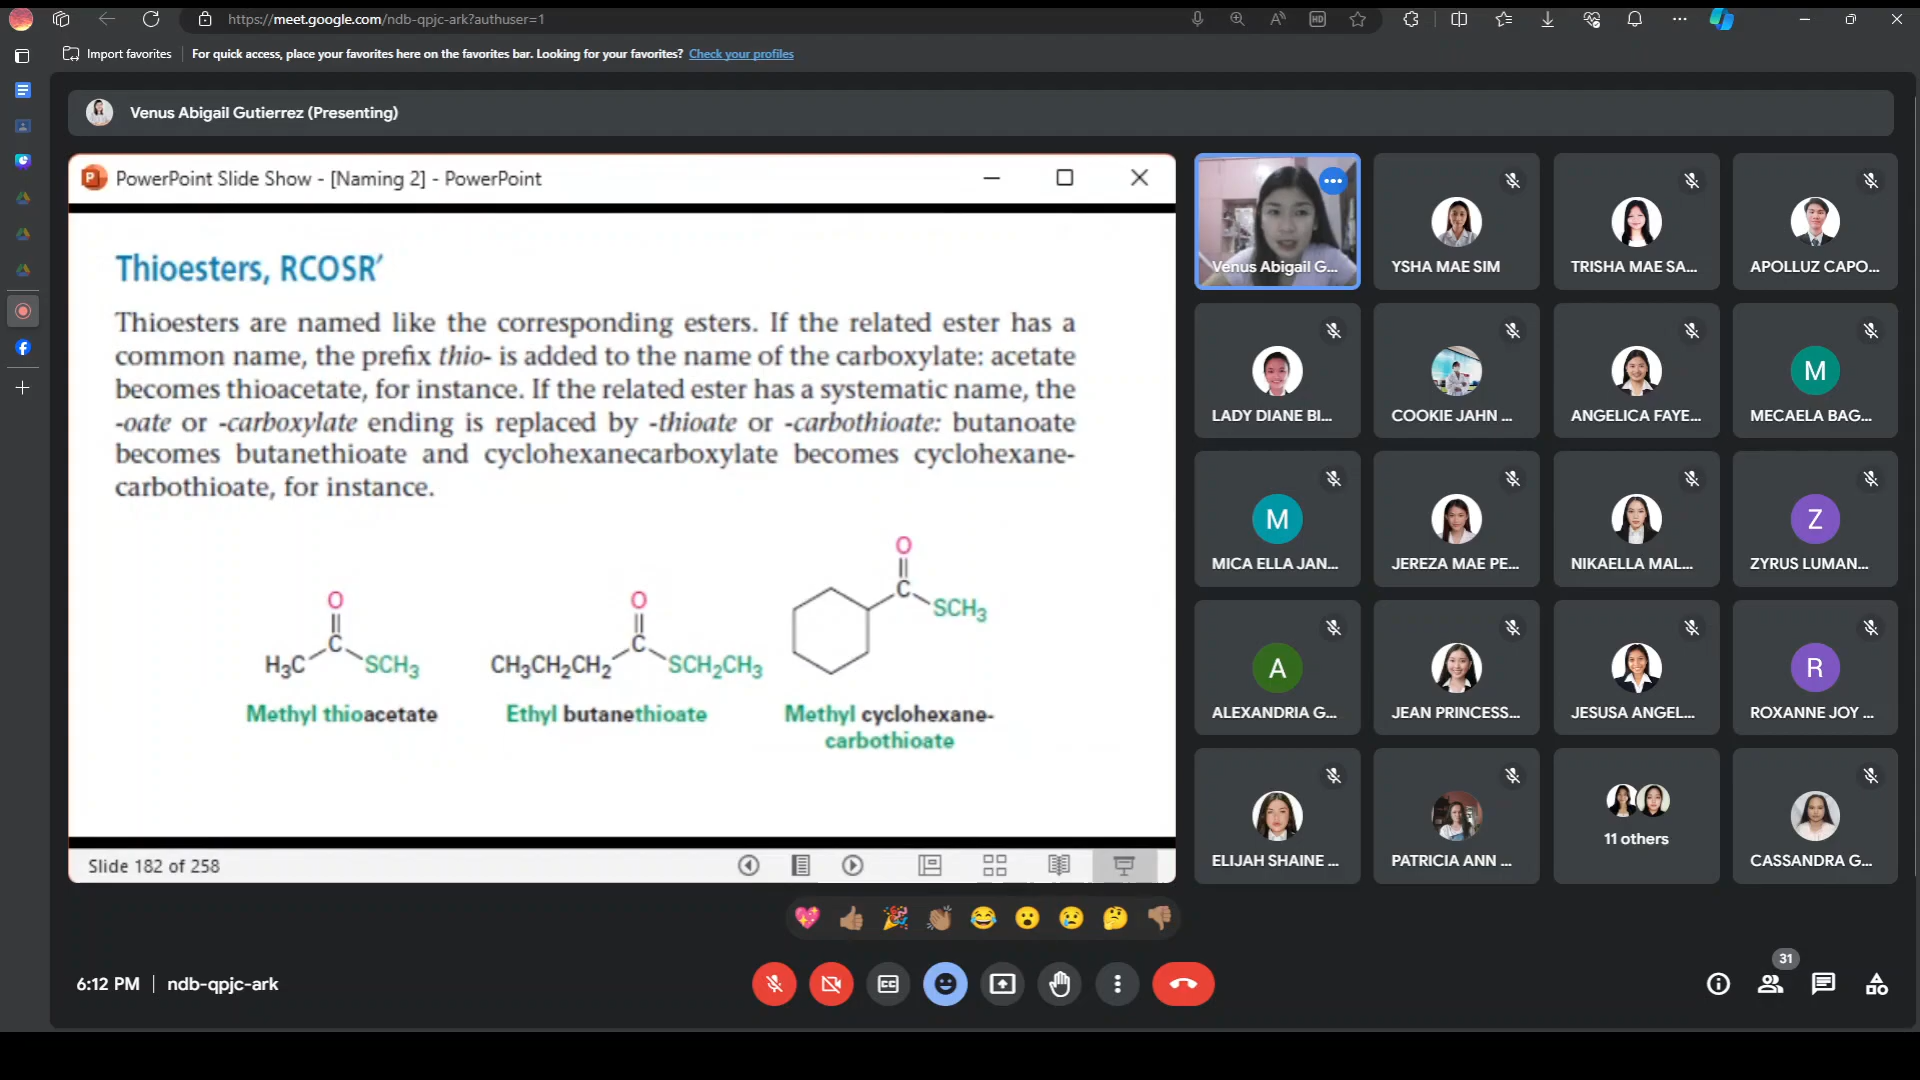 https://meet.google.com/ndb-qpjc-ark?authuser=1
Import favorites
For quick access, place your favorites here on the favorites bar. Looking for your favorites? Check your profiles
Venus Abigail Gutierrez (Presenting)
PowerPoint Slide Show - [Naming 2] - PowerPoint
Thioesters, RCOSR′
Thioesters are named like the corresponding esters. If the related ester has a
common name, the prefix thio- is added to the name of the carboxylate: acetate
becomes thioacetate, for instance. If the related ester has a systematic name, the
-oate or -carboxylate ending is replaced by -thioate or -carbothioate: butanoate
becomes butanethioate and cyclohexanecarboxylate becomes cyclohexane-
carbothioate, for instance.
O
C
H₃C
SCH₃
Methyl thioacetate
O
C
CH₃CH₂CH₂
SCH₂CH₃
Ethyl butanethioate
O
C
SCH₃
Methyl cyclohexane-
carbothioate
Slide 182 of 258
Venus Abigail G...
YSHA MAE SIM
TRISHA MAE SA...
APOLLUZ CAPO...
LADY DIANE BI...
COOKIE JAHN ...
ANGELICA FAYE...
M
MECAELA BAG...
M
MICA ELLA JAN...
JEREZA MAE PE...
NIKAELLA MAL...
Z
ZYRUS LUMAN...
A
ALEXANDRIA G...
JEAN PRINCESS...
JESUSA ANGEL...
R
ROXANNE JOY ...
ELIJAH SHAINE ...
PATRICIA ANN ...
11 others
CASSANDRA G...
6:12 PM | ndb-qpjc-ark
31